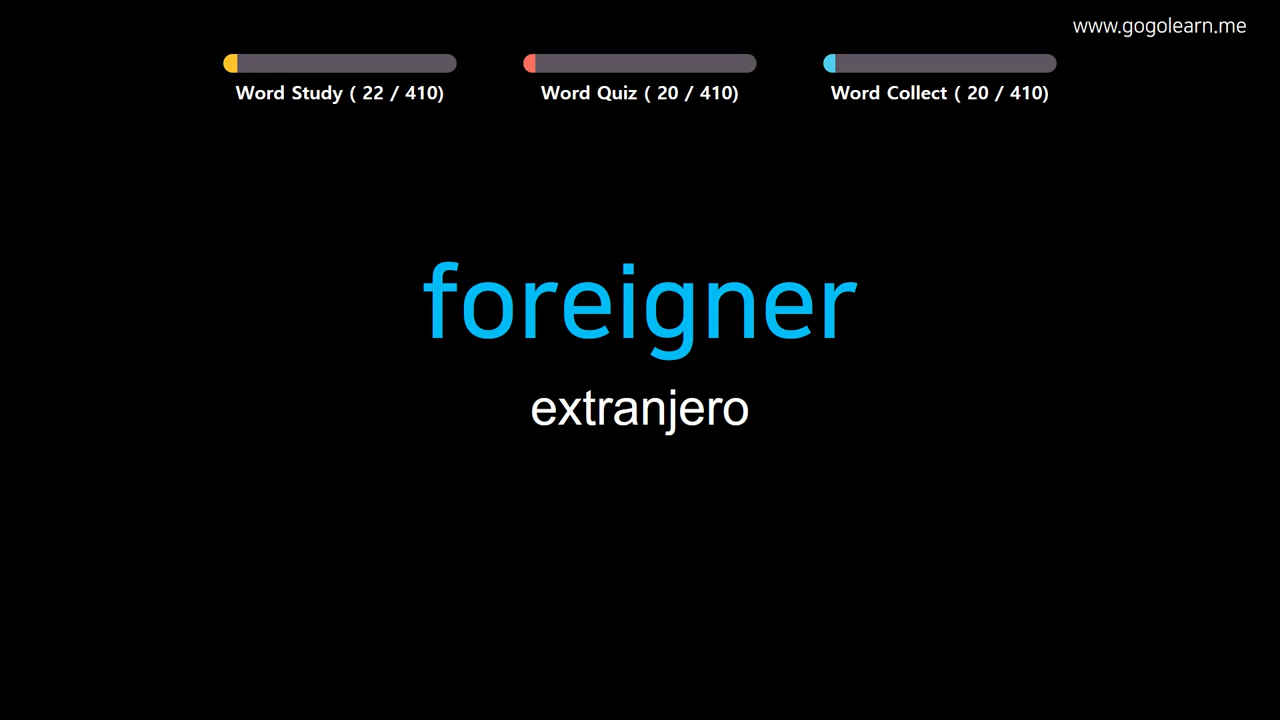 www.gogolearn.me
Word Study ( 22 / 410)
Word Quiz ( 20 / 410)
Word Collect ( 20 / 410)
foreigner
extranjero